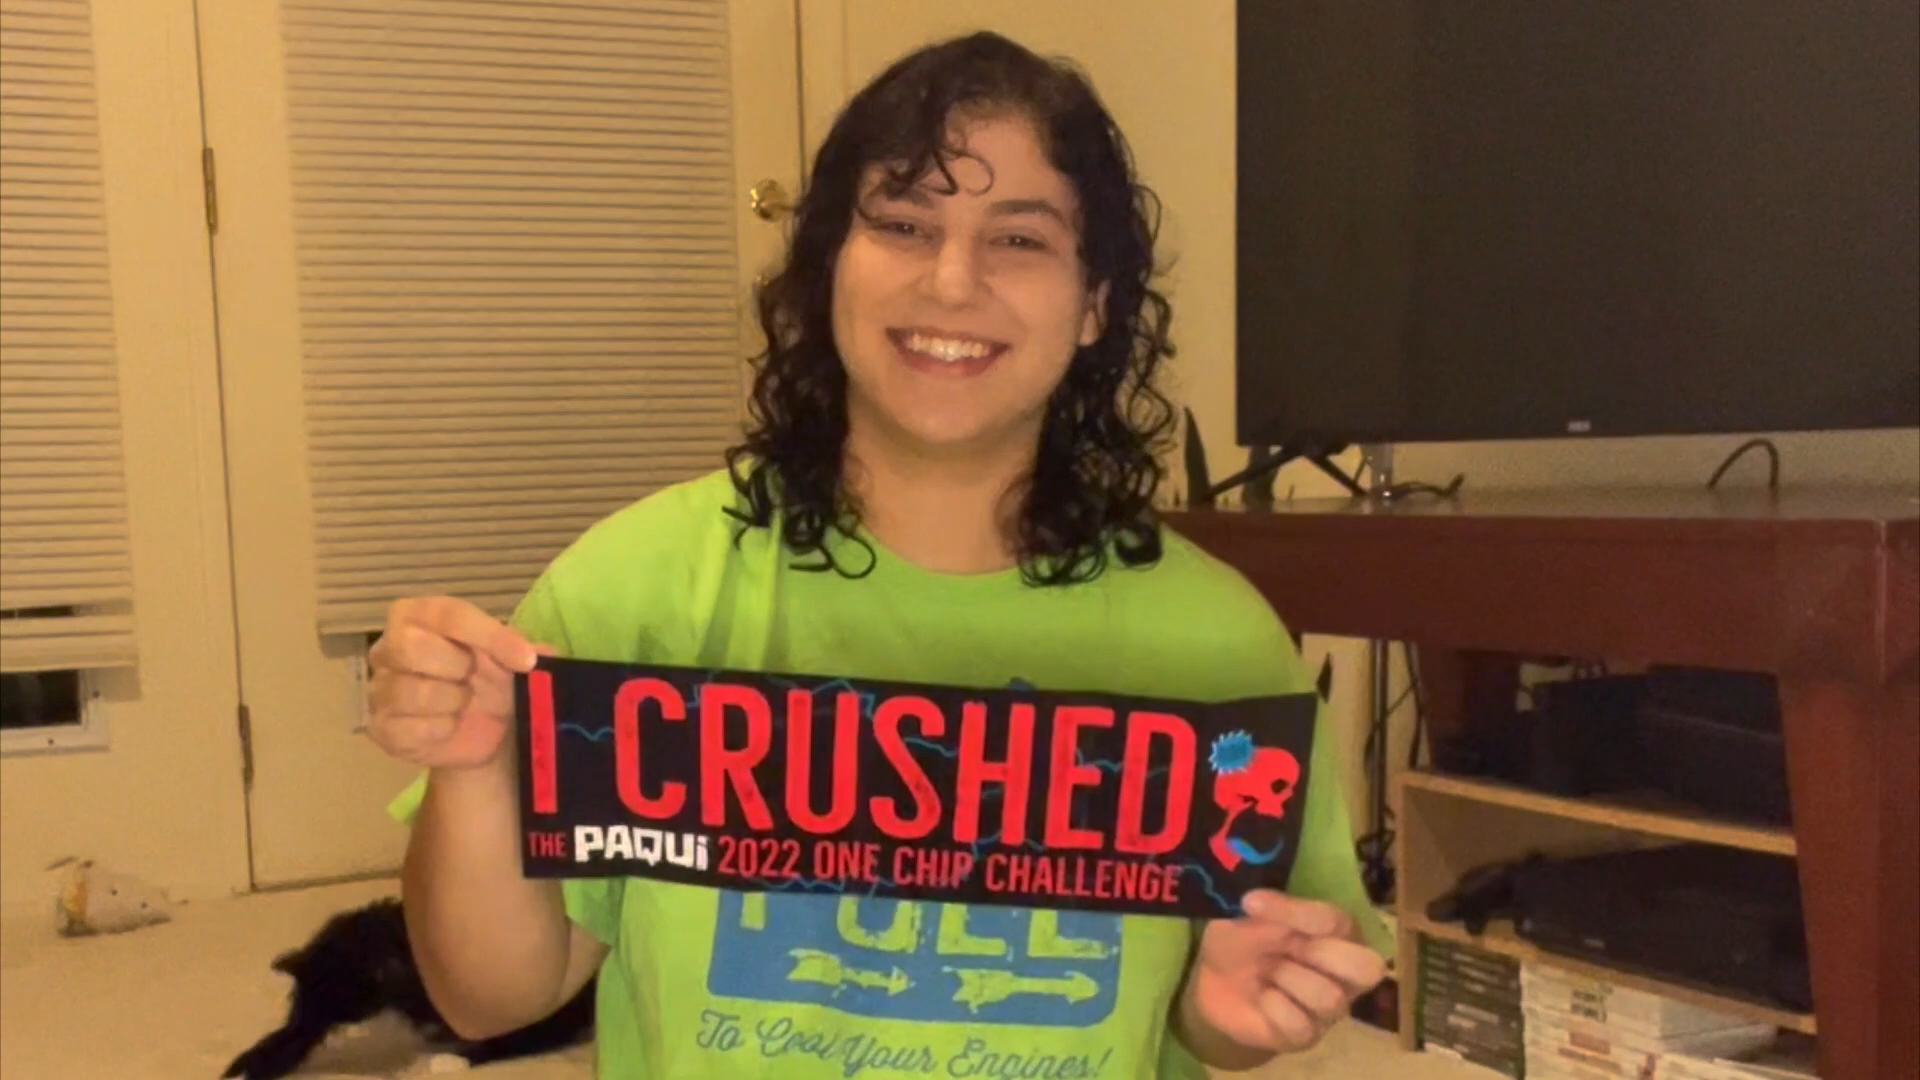 I CRUSHED
THE PAQUI 2022 ONE CHIP CHALLENGE
To Cool Your Engines!